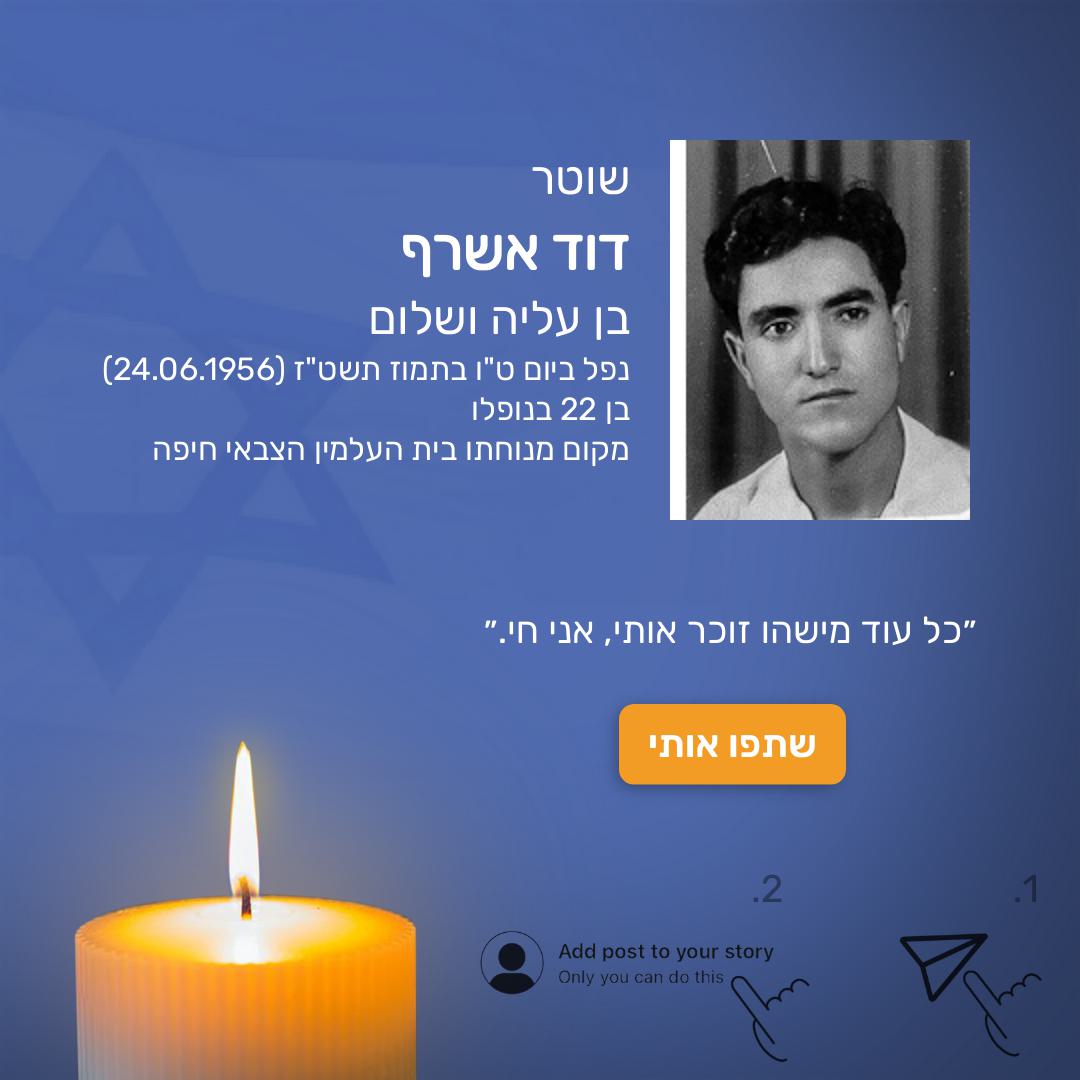 שוטר
דוד אשרף
בן עליה ושלום
נפל ביום ט"ו בתמוז תשט"ז (24.06.1956)
בן 22 בנופלו
מקום מנוחתו בית העלמין הצבאי חיפה
״כל עוד מישהו זוכר אותי, אני חי.״
שתפו אותי
.1
.2
Add post to your story
Only you can do this